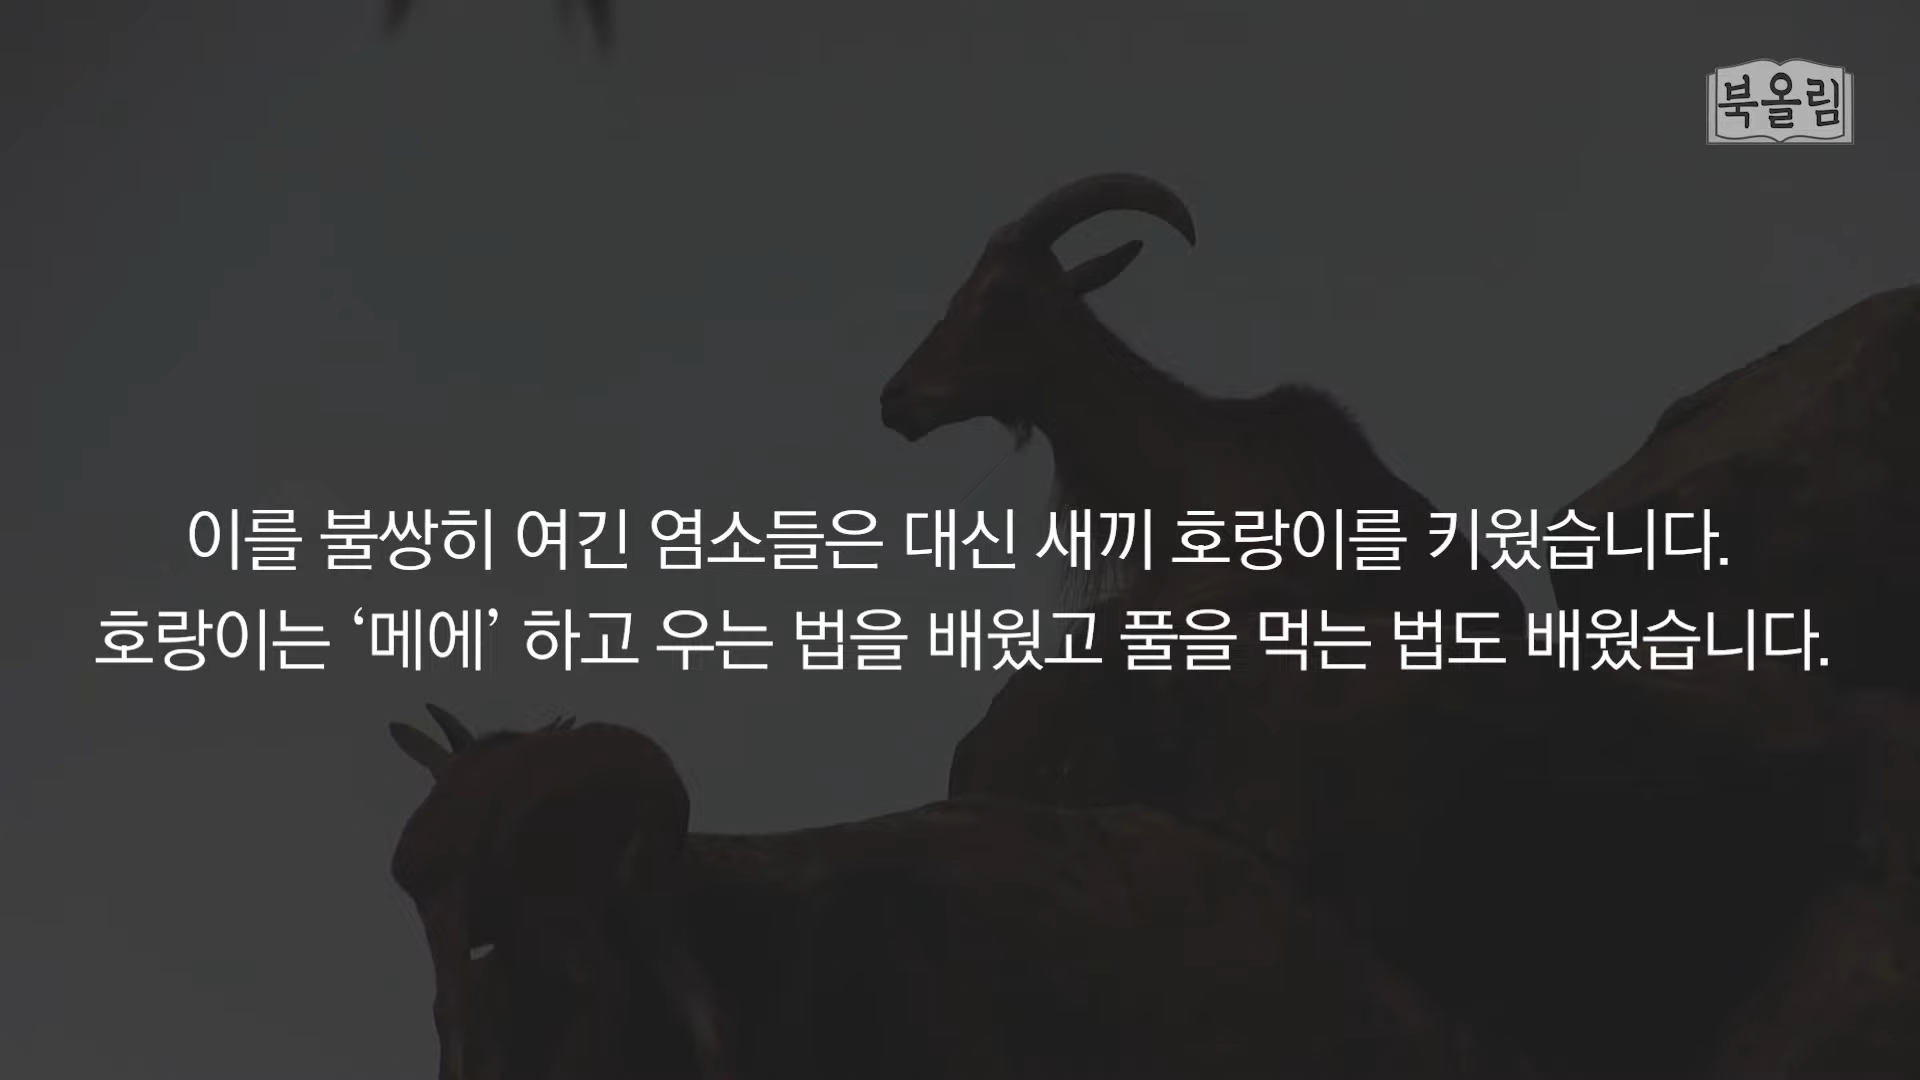 북올림
이를 불쌍히 여긴 염소들은 대신 새끼 호랑이를 키웠습니다.
호랑이는 ‘메에’ 하고 우는 법을 배웠고 풀을 먹는 법도 배웠습니다.